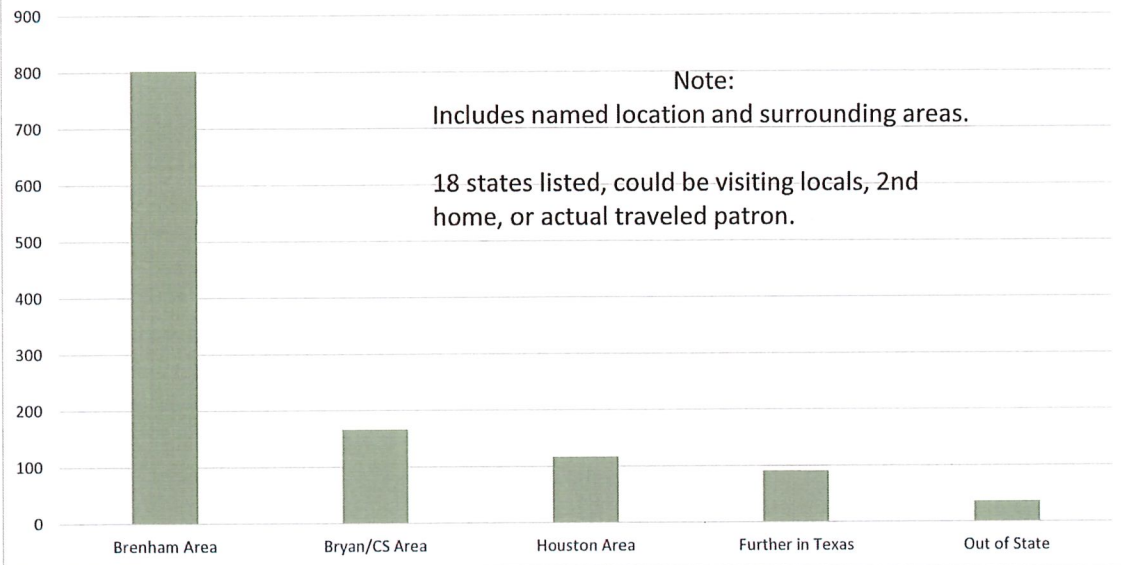 900
800
700
600
500
400
300
200
100
0
Note:
Includes named location and surrounding areas.
18 states listed, could be visiting locals, 2nd
home, or actual traveled patron.
Brenham Area
Bryan/CS Area
Houston Area
Further in Texas
Out of State